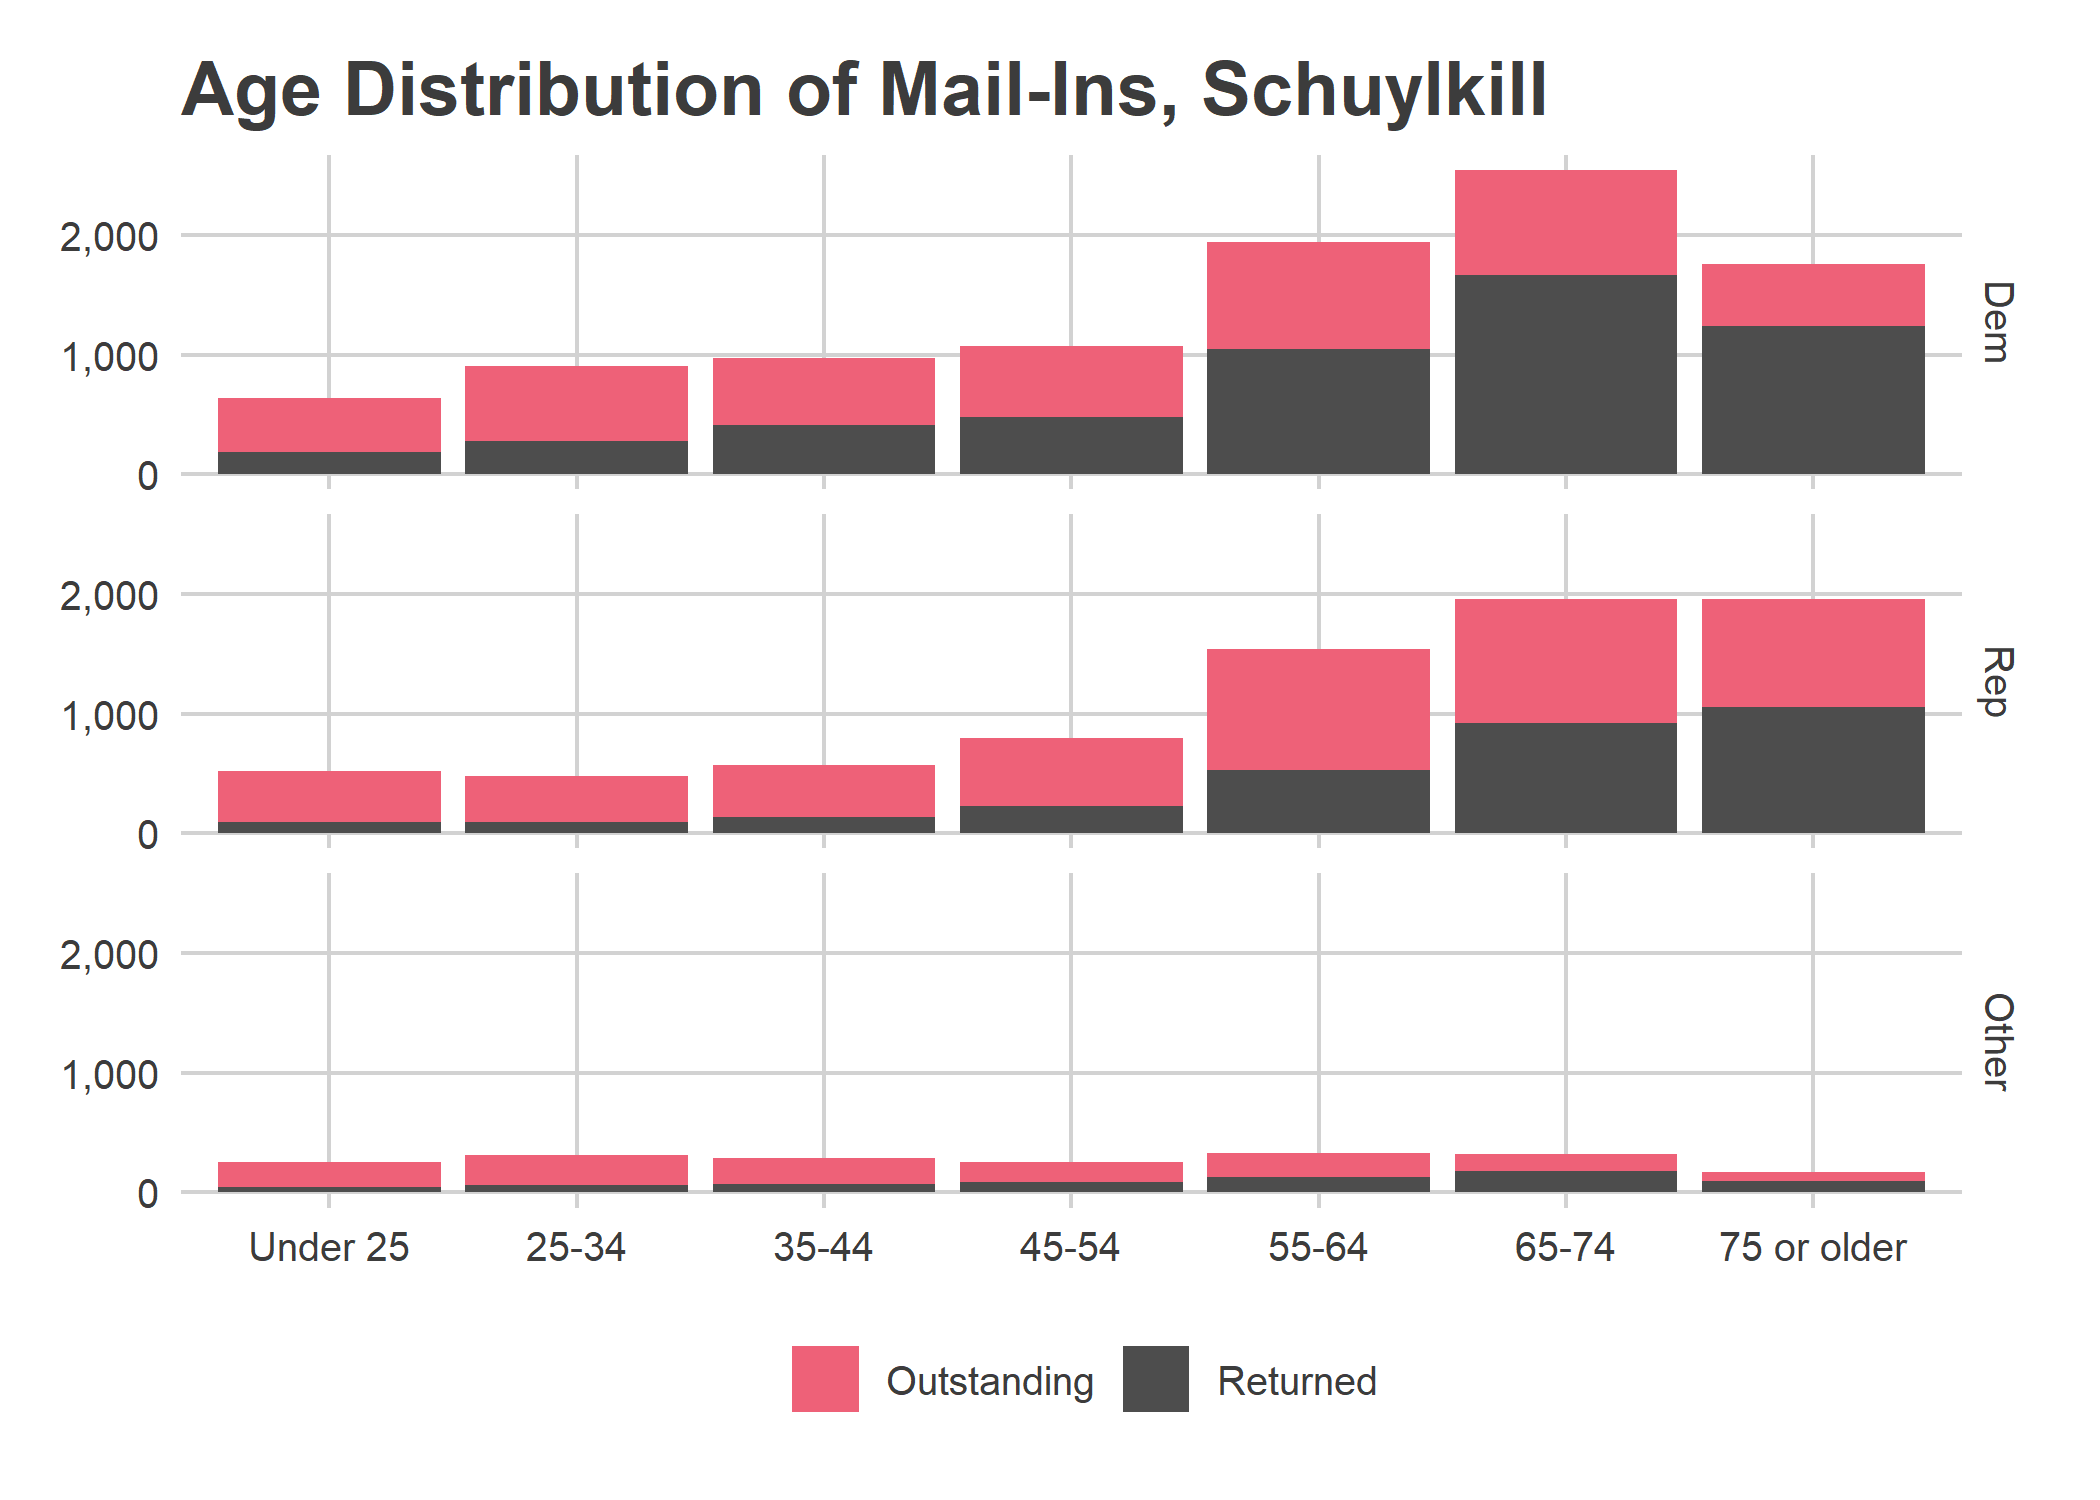 Age Distribution of Mail-Ins, Schuylkill
2,000
1,000
0
Dem
2,000
1,000
0
Rep
2,000
1,000
0
Other
Under 25 25-34 35-44 45-54 55-64 65-74 75 or older
Outstanding Returned